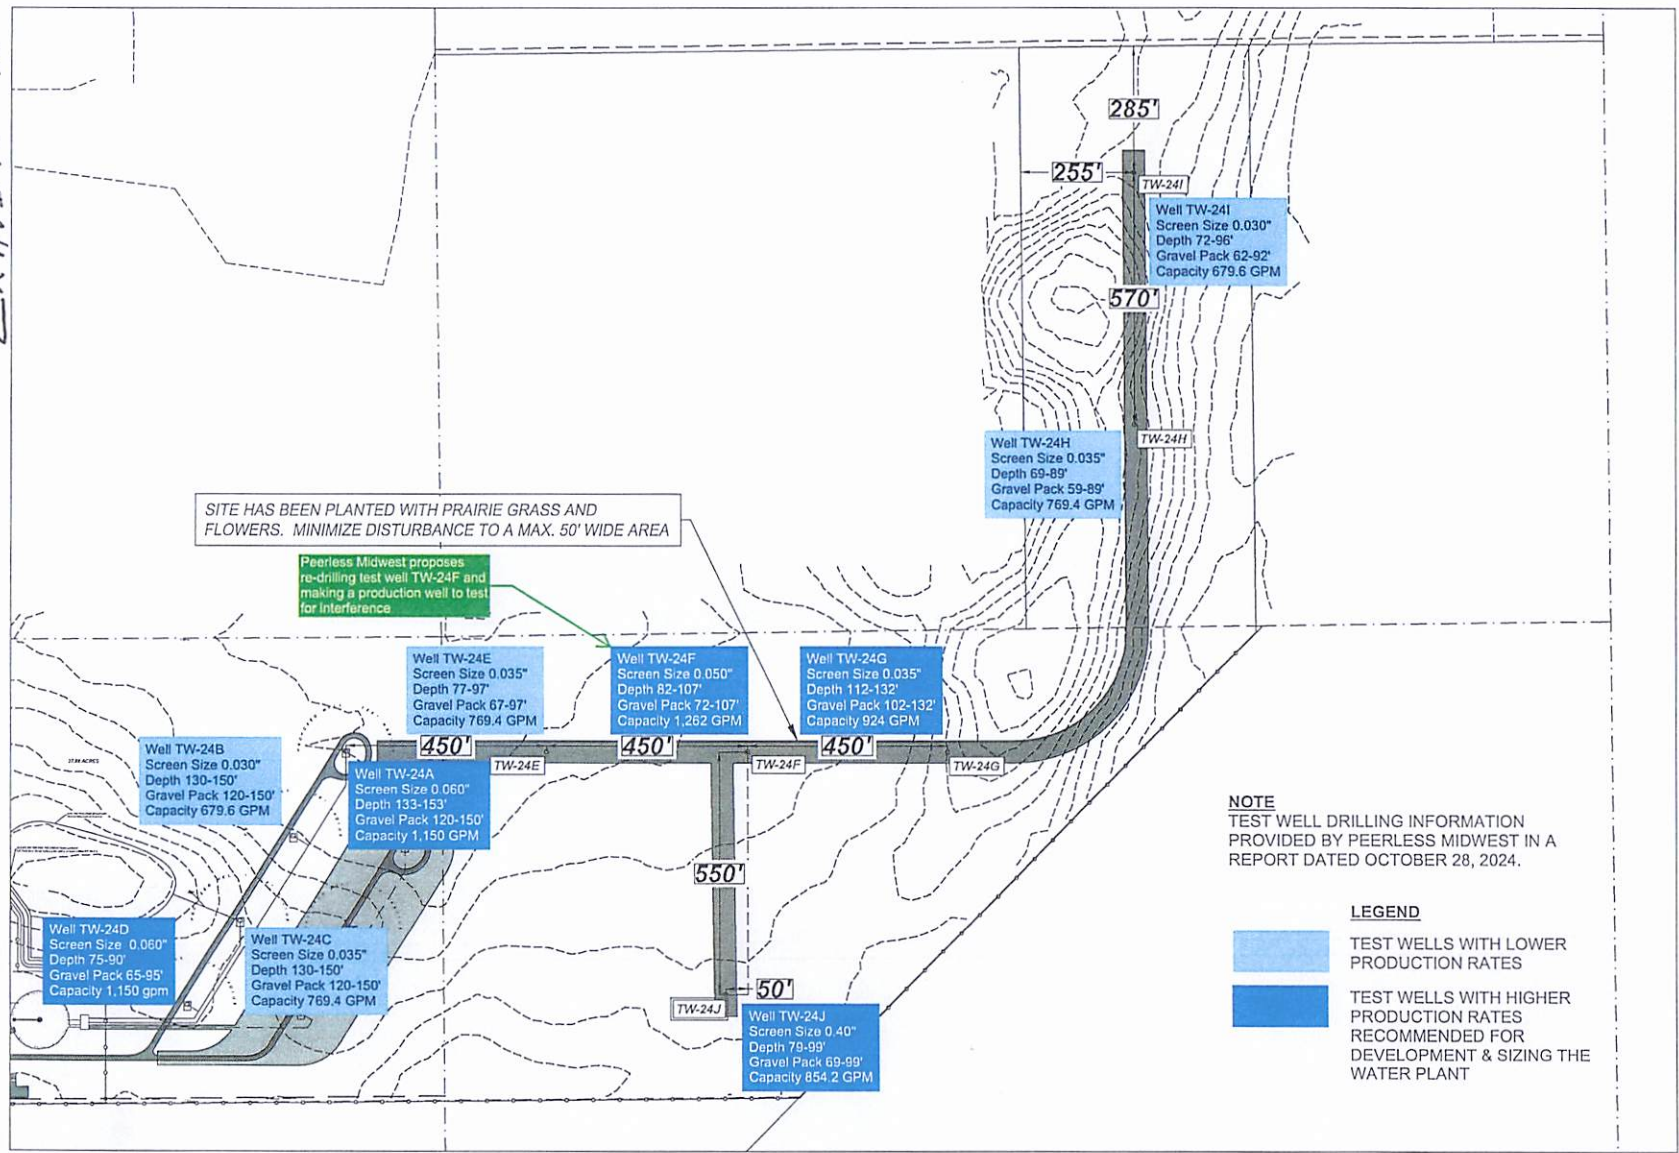 285'
255'
TW-24I
Well TW-24I
Screen Size 0.030"
Depth 72-96'
Gravel Pack 62-92'
Capacity 679.6 GPM
570'
TW-24H
Well TW-24H
Screen Size 0.035"
Depth 69-89'
Gravel Pack 59-89'
Capacity 769.4 GPM
SITE HAS BEEN PLANTED WITH PRAIRIE GRASS AND
FLOWERS. MINIMIZE DISTURBANCE TO A MAX. 50' WIDE AREA
Peerless Midwest proposes
re-drilling test well TW-24F and
making a production well to test
for Interference
Well TW-24E
Screen Size 0.035"
Depth 77-97'
Gravel Pack 67-97'
Capacity 769.4 GPM
Well TW-24F
Screen Size 0.050"
Depth 82-107'
Gravel Pack 72-107'
Capacity 1,262 GPM
Well TW-24G
Screen Size 0.035"
Depth 112-132'
Gravel Pack 102-132'
Capacity 924 GPM
450'
450'
450'
TW-24E
TW-24F
TW-24G
Well TW-24B
Screen Size 0.030"
Depth 130-150'
Gravel Pack 120-150'
Capacity 679.6 GPM
Well TW-24A
Screen Size 0.060"
Depth 133-153'
Gravel Pack 120-150'
Capacity 1,150 GPM
550'
Well TW-24D
Screen Size 0.060"
Depth 75-90'
Gravel Pack 65-95'
Capacity 1,150 gpm
Well TW-24C
Screen Size 0.035"
Depth 130-150'
Gravel Pack 120-150'
Capacity 769.4 GPM
50'
TW-24J
Well TW-24J
Screen Size 0.40"
Depth 79-99'
Gravel Pack 69-99'
Capacity 854.2 GPM
NOTE
TEST WELL DRILLING INFORMATION
PROVIDED BY PEERLESS MIDWEST IN A
REPORT DATED OCTOBER 28, 2024.
LEGEND
TEST WELLS WITH LOWER
PRODUCTION RATES
TEST WELLS WITH HIGHER
PRODUCTION RATES
RECOMMENDED FOR
DEVELOPMENT & SIZING THE
WATER PLANT